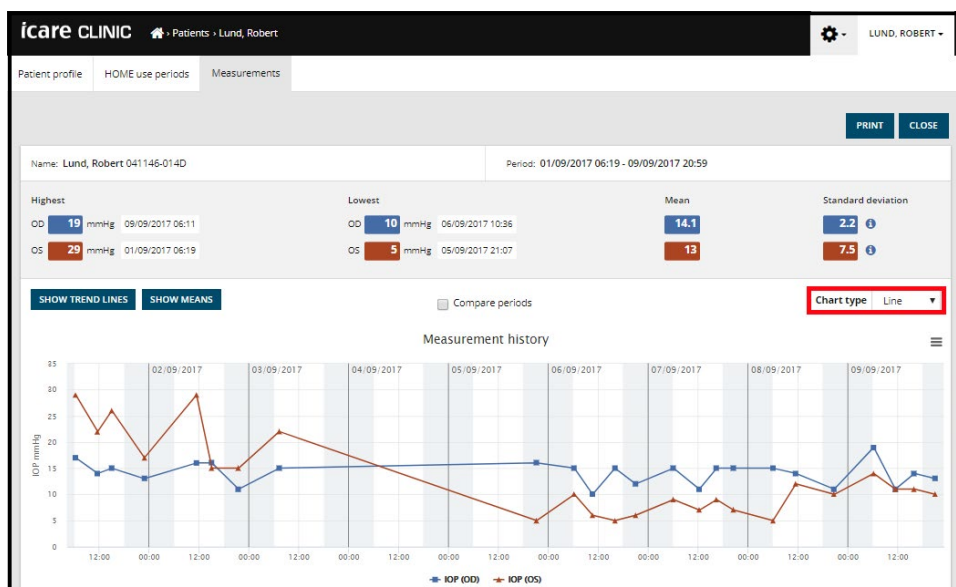 icare CLINIC › Patients › Lund, Robert LUND, ROBERT
Patient profile HOME use periods Measurements
PRINT CLOSE
Name: Lund, Robert 041146-014D Period: 01/09/2017 06:19 - 09/09/2017 20:59
Highest Lowest Mean Standard deviation
OD 19 mmHg 09/09/2017 06:11 OD 10 mmHg 06/09/2017 10:36 14.1 2.2
OS 29 mmHg 01/09/2017 06:19 OS 5 mmHg 05/09/2017 21:07 13 7.5
SHOW TREND LINES SHOW MEANS Compare periods Chart type Line
Measurement history
35
02/09/2017 03/09/2017 04/09/2017 05/09/2017 06/09/2017 07/09/2017 08/09/2017 09/09/2017
30
25
20
15
10
5
0
IOP mmHg
12:00 00:00 12:00 00:00 12:00 00:00 12:00 00:00 12:00 00:00 12:00 00:00 12:00 00:00 12:00 00:00 12:00
IOP (OD) IOP (OS)